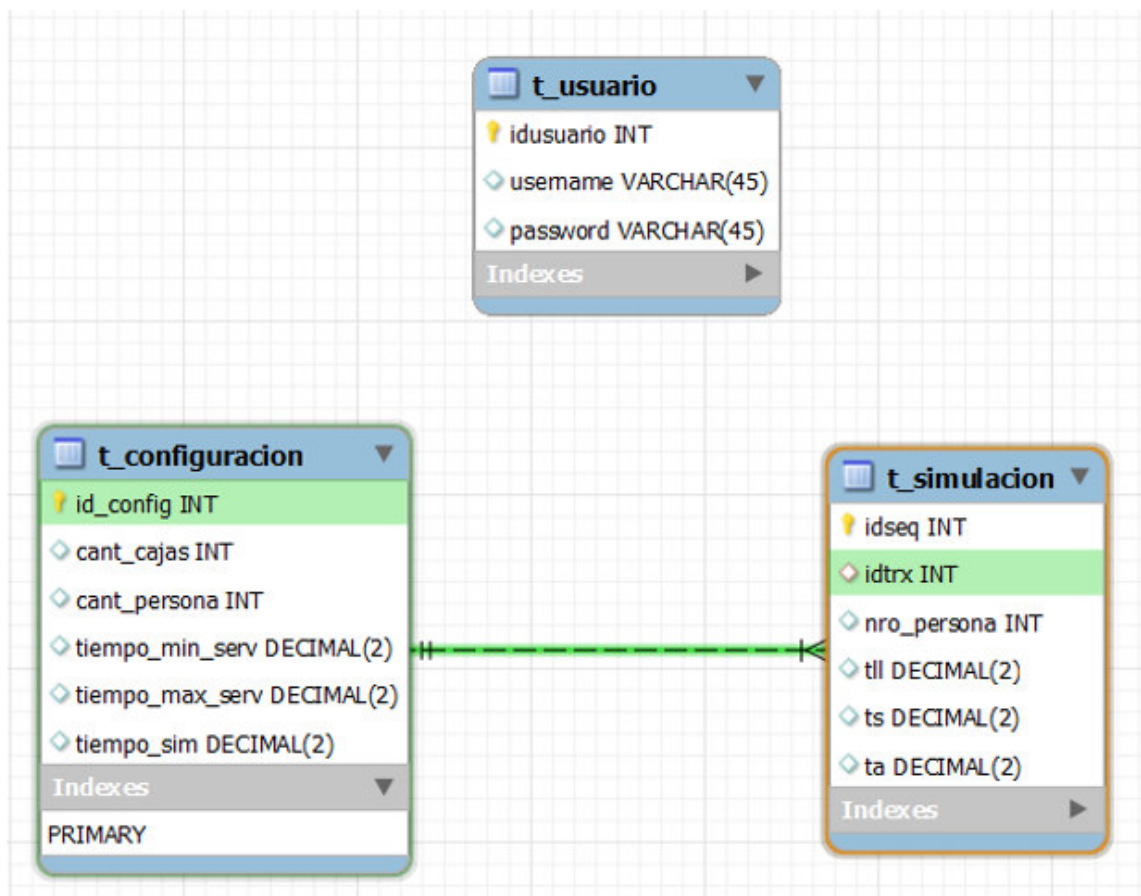 t_usuario
idusuario INT
username VARCHAR(45)
password VARCHAR(45)
Indexes
t_configuracion
id_config INT
cant_cajas INT
cant_persona INT
tiempo_min_serv DECIMAL(2)
tiempo_max_serv DECIMAL(2)
tiempo_sim DECIMAL(2)
Indexes
PRIMARY
t_simulacion
idseq INT
idtrx INT
nro_persona INT
tll DECIMAL(2)
ts DECIMAL(2)
ta DECIMAL(2)
Indexes